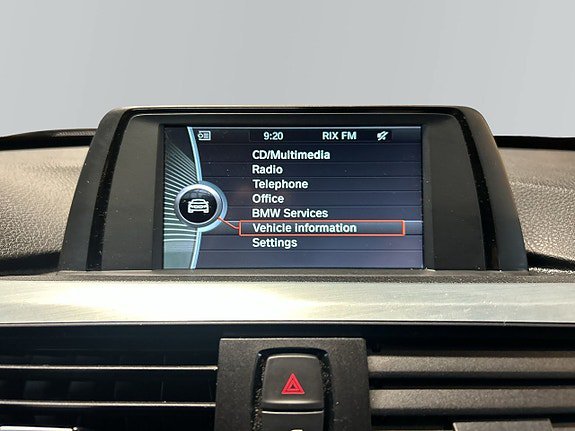 9:20 RIX FM
CD/Multimedia
Radio
Telephone
Office
BMW Services
Vehicle information
Settings